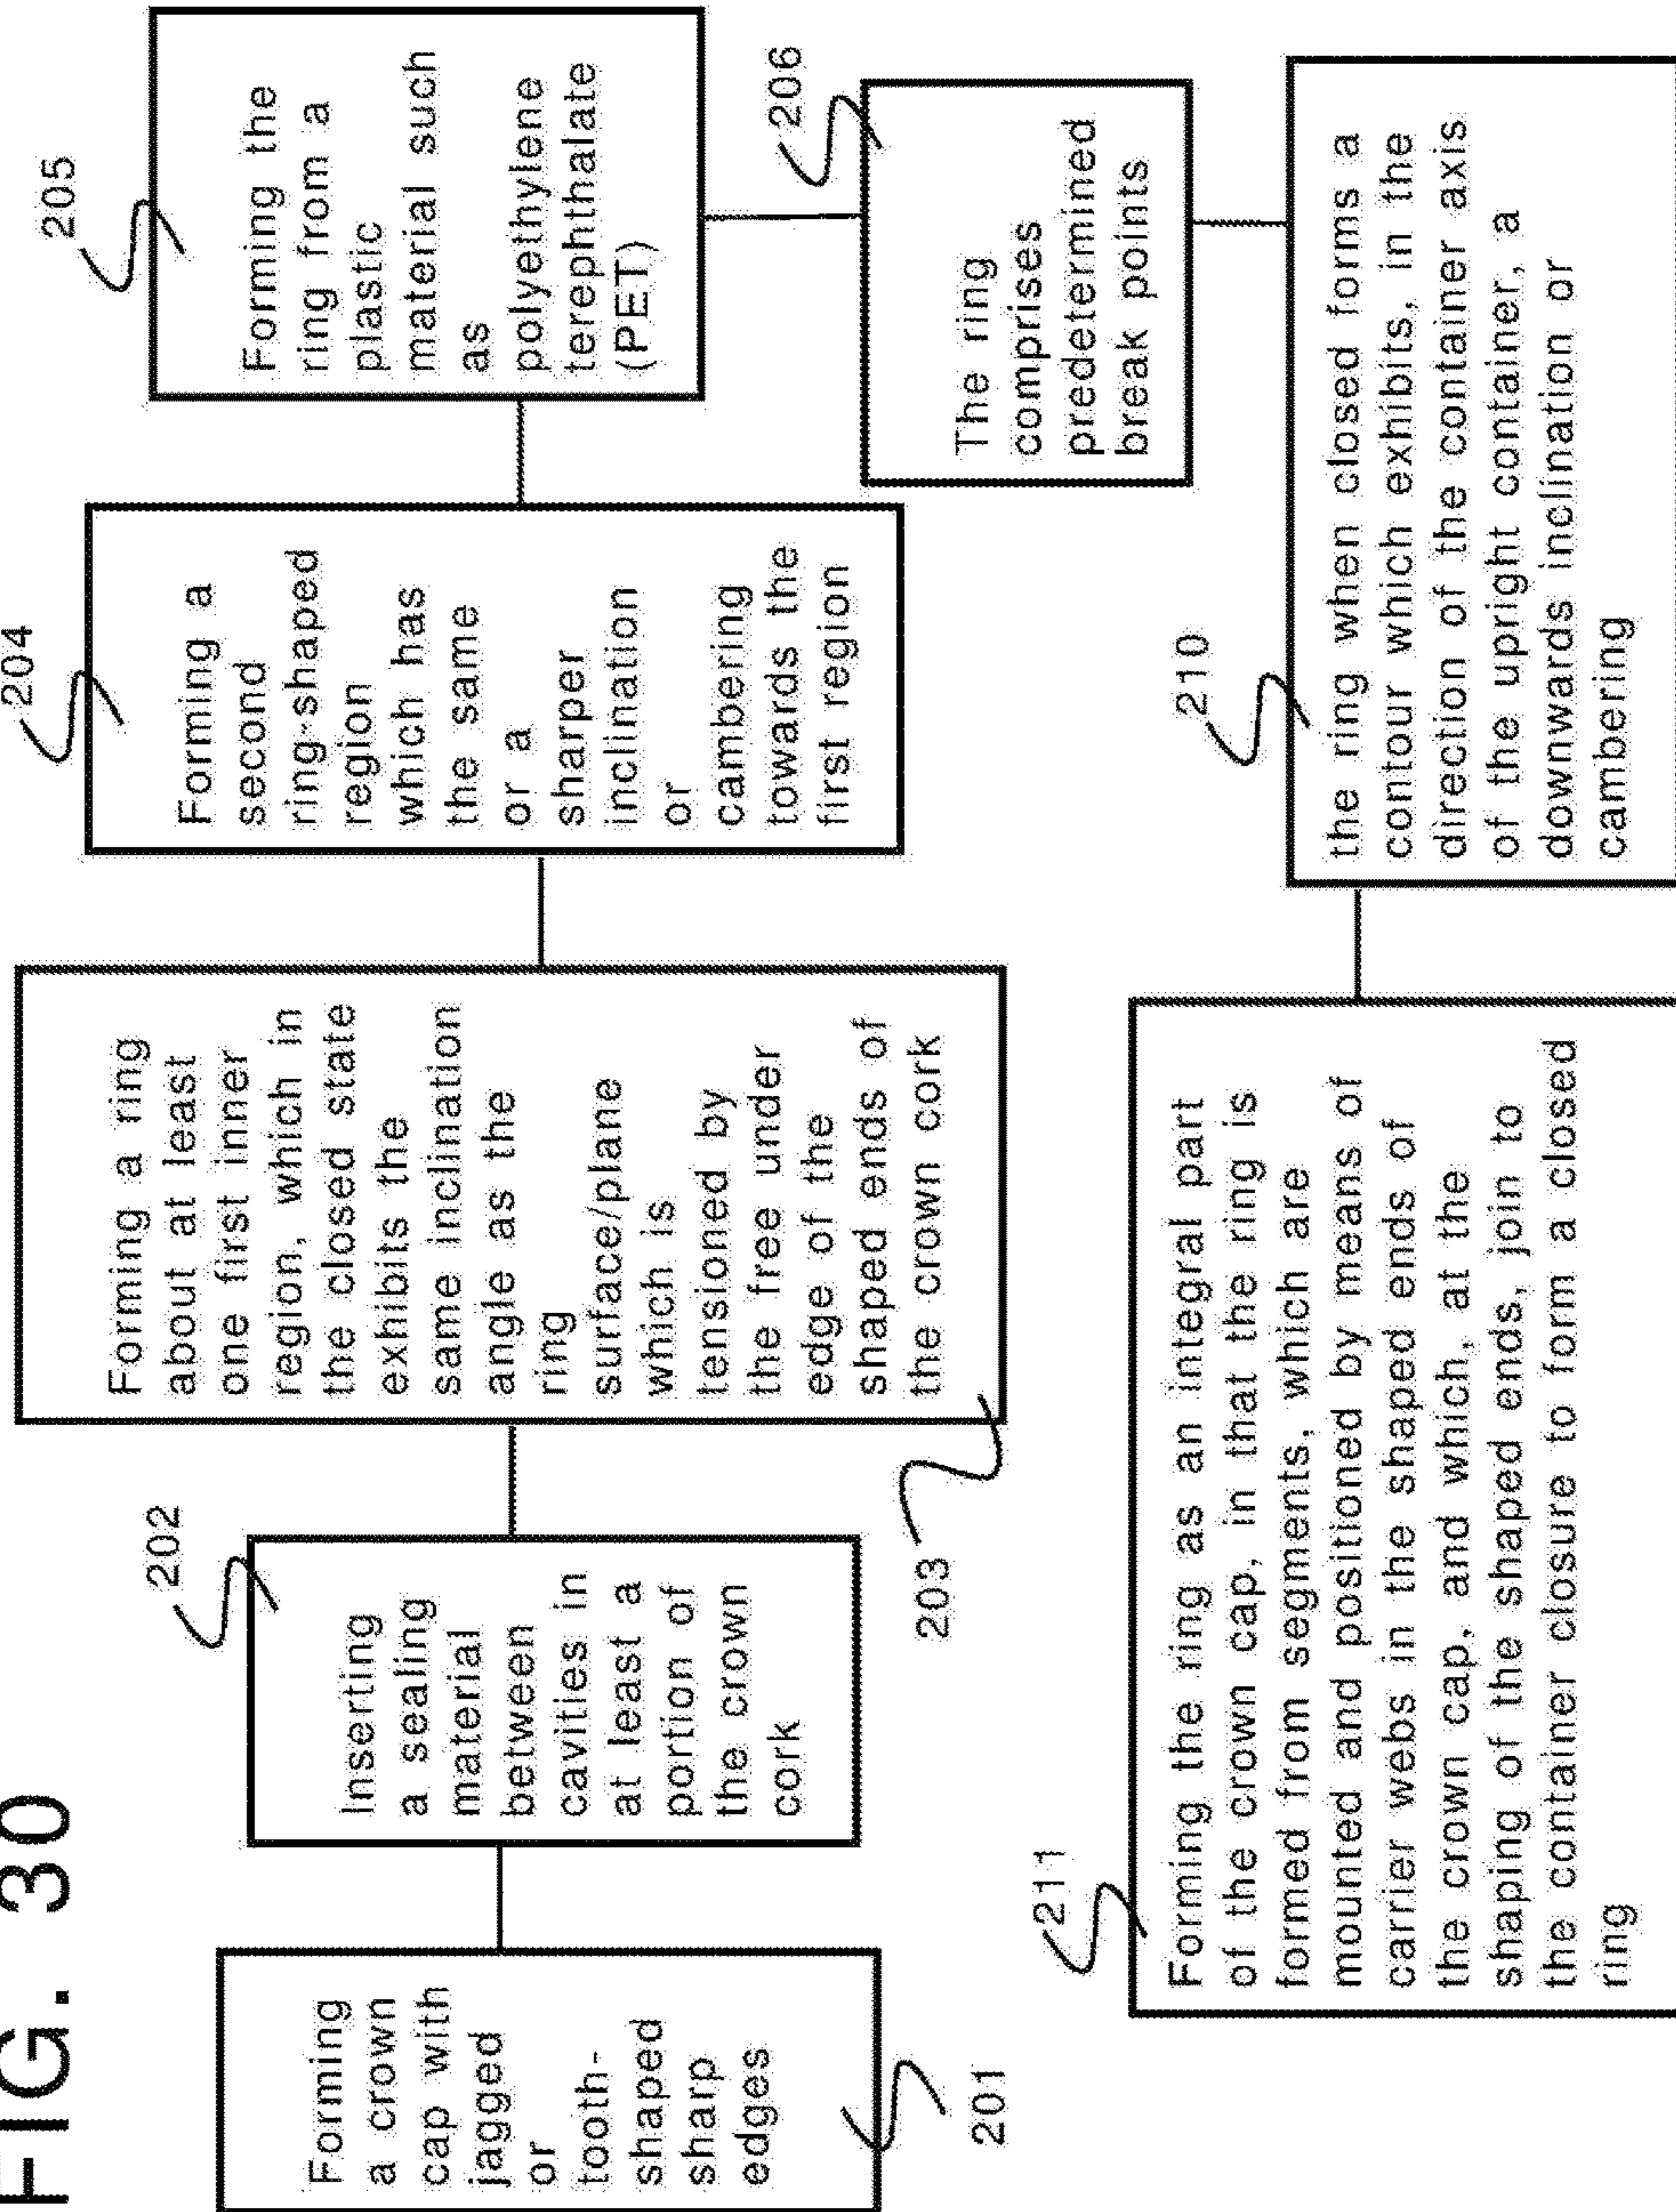 FIG. 30
201
Forming
a crown
cap with
jagged
or
tooth-
shaped
sharp
edges
202
Inserting
a sealing
material
between
cavities in
at least a
portion of
the crown
cork
203
Forming a ring
about at least
one first inner
region, which in
the closed state
exhibits the
same inclination
angle as the
ring
surface/plane
which is
tensioned by
the free under
edge of the
shaped ends of
the crown cork
204
Forming a
second
ring-shaped
region
which has
the same
or a
sharper
inclination
or
cambering
towards the
first region
205
Forming the
ring from a
plastic
material such
as
polyethylene
terephthalate
(PET)
206
The ring
comprises
predetermined
break points
210
the ring when closed forms a
contour which exhibits, in the
direction of the container axis
of the upright container, a
downwards inclination or
cambering
211
Forming the ring as an integral part
of the crown cap, in that the ring is
formed from segments, which are
mounted and positioned by means of
carrier webs in the shaped ends of
the crown cap, and which, at the
shaping of the shaped ends, join to
the container closure to form a closed
ring